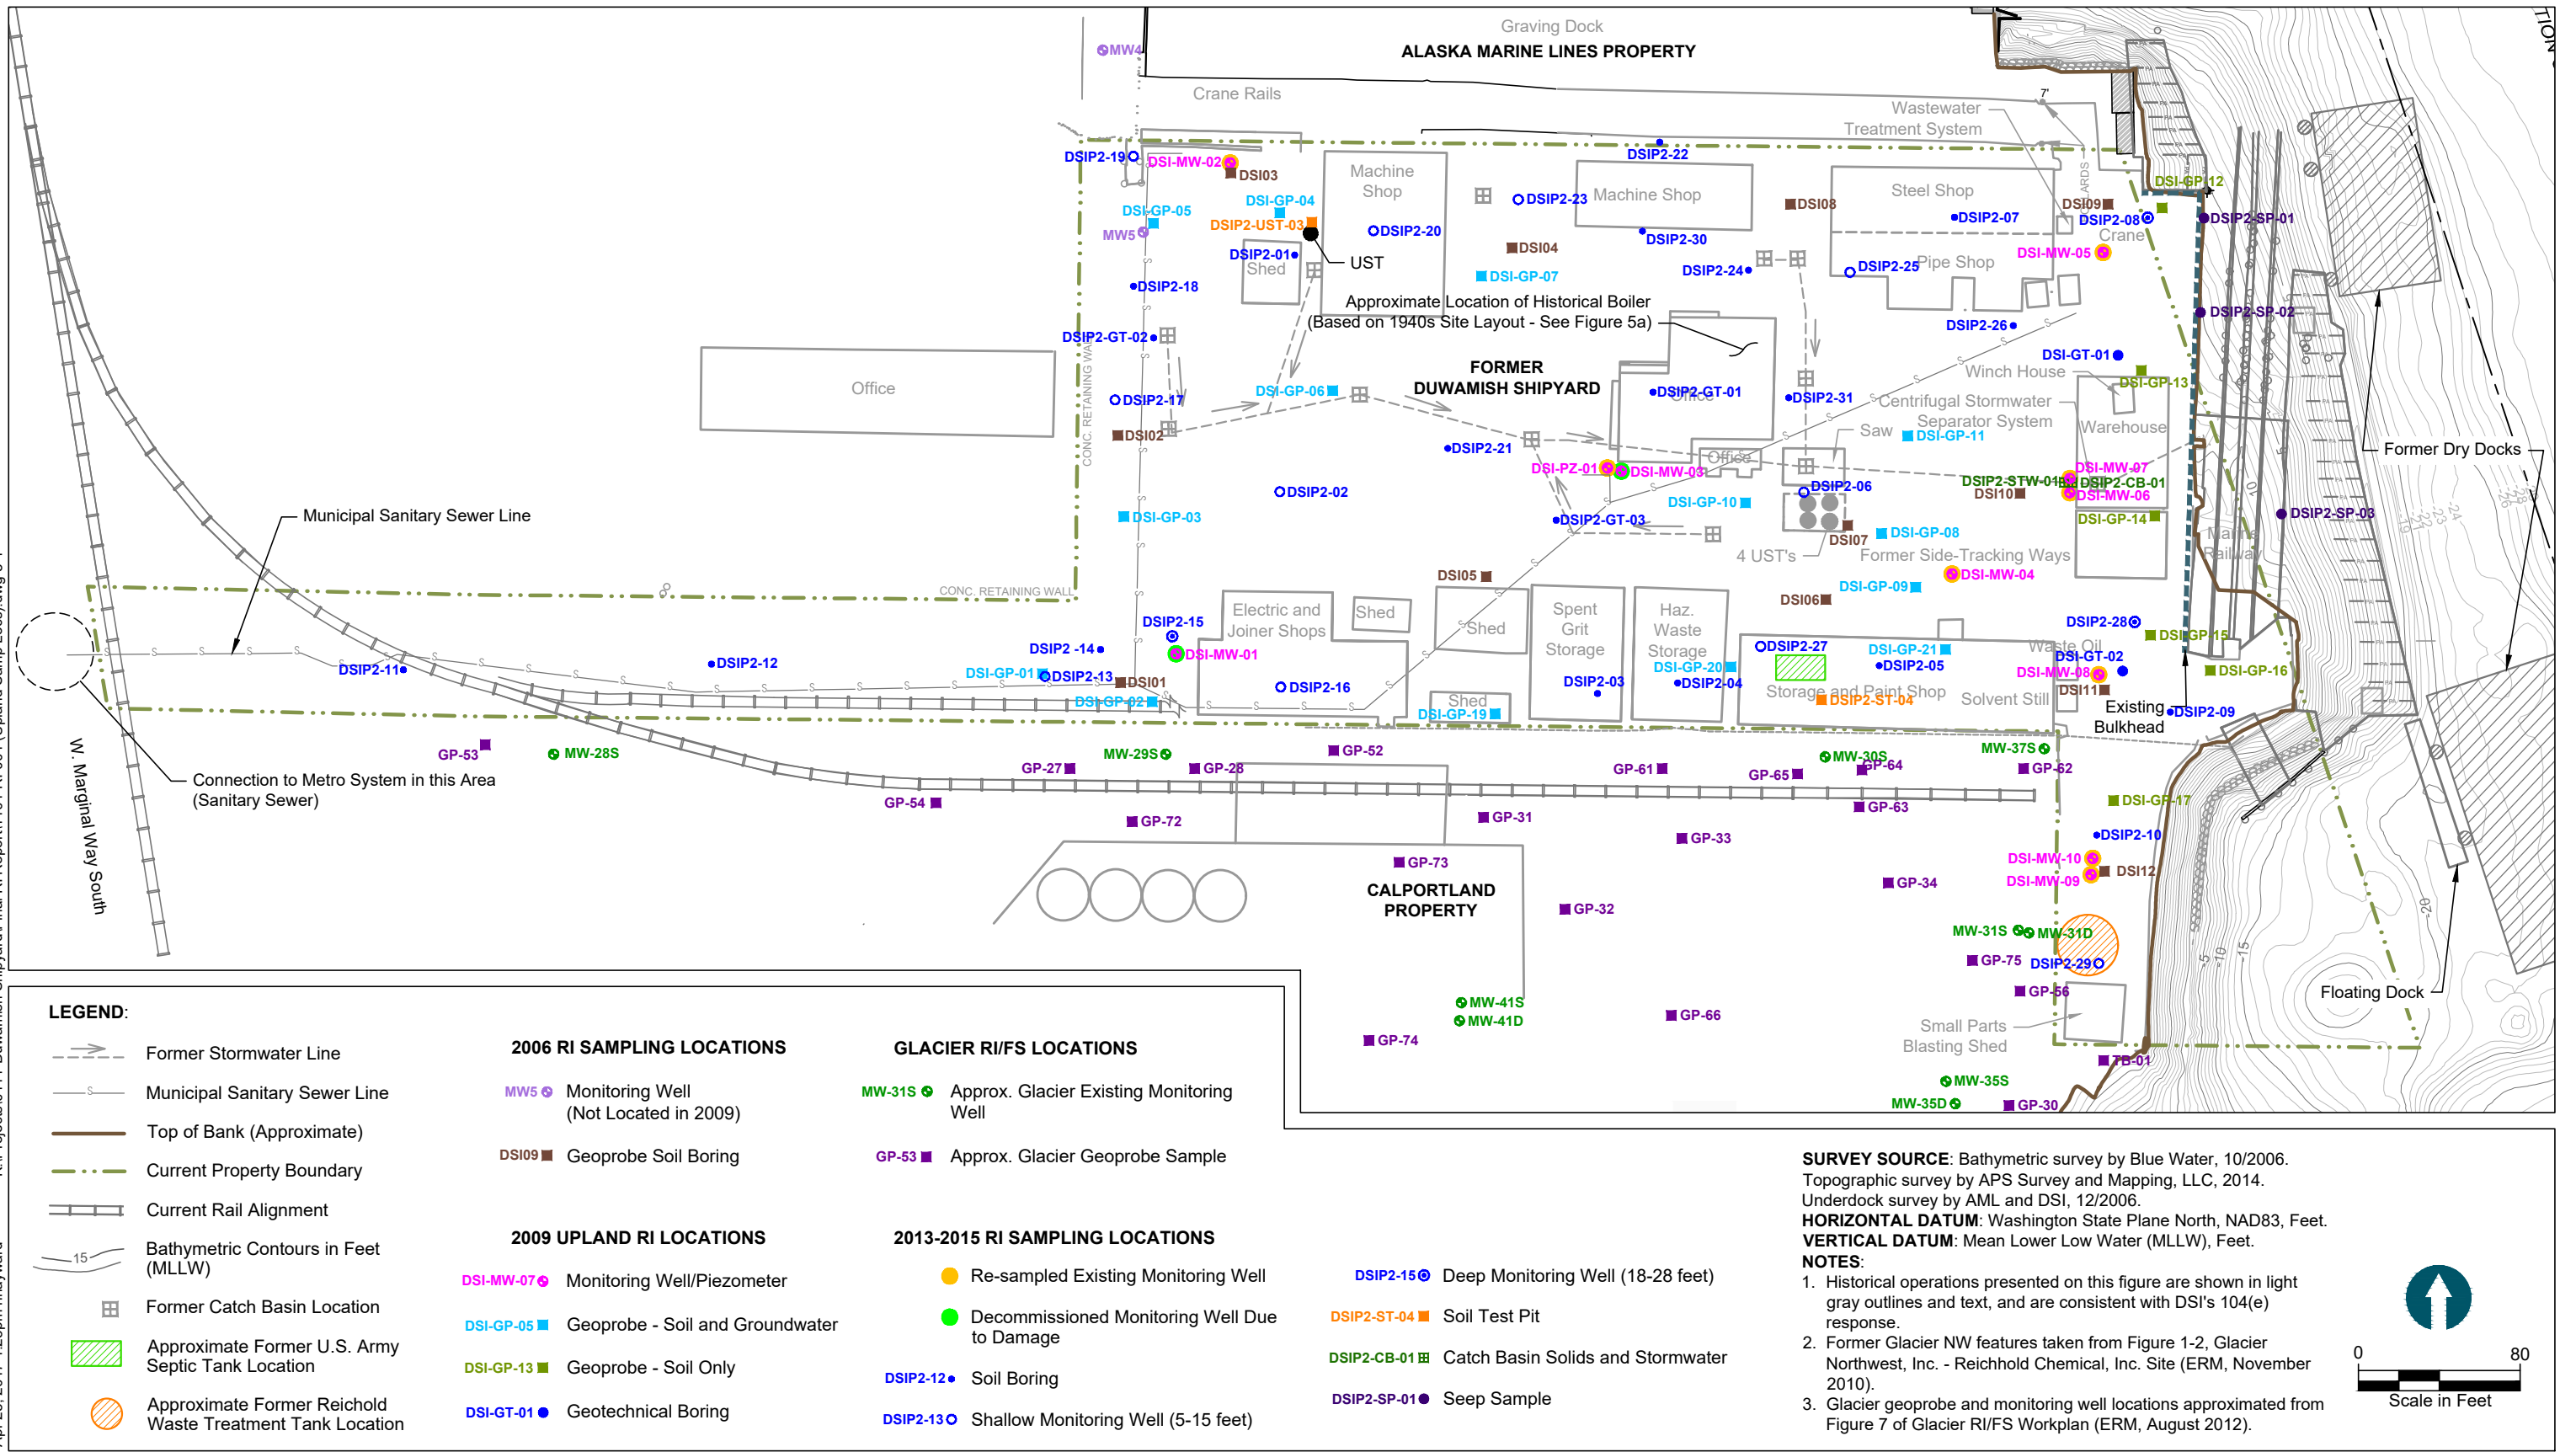 Graving Dock
ALASKA MARINE LINES PROPERTY
MW4
Crane Rails
7'
Wastewater
Treatment System
DSIP2-19
DSI-MW-02
DSI03
Machine
Shop
DSIP2-22
DSI-GP-12
DSI-GP-04
DSI-GP-05
DSIP2-UST-03
MW5
DSIP2-20
DSIP2-23
Machine Shop
DSI08
Steel Shop
DSI09
DSIP2-08
DSIP2-07
DSIP2-SP-01
Crane
DSIP2-01
Shed
UST
DSI04
DSIP2-30
DSI-MW-05
DSIP2-18
DSI-GP-07
DSIP2-24
DSIP2-25
Pipe Shop
Approximate Location of Historical Boiler
(Based on 1940s Site Layout - See Figure 5a)
DSIP2-SP-02
DSIP2-26
DSIP2-GT-02
CONC. RETAINING WALL
Office
FORMER
DUWAMISH SHIPYARD
DSI-GT-01
Winch House
DSI-GP-13
DSI-GP-06
DSIP2-17
DSIP2-GT-01
Office
DSIP2-31
Centrifugal Stormwater
Separator System
DSI02
Saw
DSI-GP-11
Warehouse
Former Dry Docks
DSIP2-21
DSI-PZ-01
DSI-MW-03
Office
DSI-MW-07
DSIP2-STW-01
DSIP2-CB-01
DSI-MW-06
DSIP2-02
DSIP2-06
DSI10
DSI-GP-10
DSI-GP-03
Municipal Sanitary Sewer Line
DSIP2-GT-03
DSI-GP-14
DSIP2-SP-03
DSI07
DSI-GP-08
Marine
Railway
4 UST's
Former Side-Tracking Ways
DSI05
DSI-MW-04
DSI-GP-09
CONC. RETAINING WALL
DSI06
Electric and
Joiner Shops
Shed
Shed
Spent
Grit
Storage
Haz.
Waste
Storage
DSIP2-15
DSIP2-28
DSI-GP-15
DSIP2 -14
DSI-MW-01
DSIP2-27
DSI-GP-21
Waste Oil
DSI-GT-02
DSIP2-11
DSIP2-12
DSI-GP-01
DSIP2-13
DSI01
DSI-GP-20
DSIP2-05
DSI-MW-08
DSI-GP-16
DSIP2-16
DSIP2-03
DSIP2-04
Storage and Paint Shop
DSIP2-ST-04
Solvent Still
DSI11
DSI-GP-02
Shed
DSI-GP-19
Existing
Bulkhead
DSIP2-09
GP-53
MW-28S
MW-29S
GP-52
MW-30S
MW-37S
GP-27
GP-28
GP-61
GP-65
GP-64
GP-62
W. Marginal Way South
Connection to Metro System in this Area
(Sanitary Sewer)
GP-54
GP-72
GP-31
GP-63
DSI-GP-17
GP-33
DSIP2-10
GP-73
DSI-MW-10
DSI12
DSI-MW-09
GP-34
CALPORTLAND
PROPERTY
GP-32
-20
MW-31S
MW-31D
GP-75
DSIP2-29
-5
-10
-15
GP-56
Floating Dock
MW-41S
MW-41D
GP-66
Small Parts
Blasting Shed
GP-74
TB-01
MW-35S
MW-35D
GP-30
LEGEND:
Former Stormwater Line
Municipal Sanitary Sewer Line
Top of Bank (Approximate)
Current Property Boundary
Current Rail Alignment
15
Bathymetric Contours in Feet
(MLLW)
Former Catch Basin Location
Approximate Former U.S. Army
Septic Tank Location
Approximate Former Reichold
Waste Treatment Tank Location
2006 RI SAMPLING LOCATIONS
MW5
Monitoring Well
(Not Located in 2009)
DSI09
Geoprobe Soil Boring
2009 UPLAND RI LOCATIONS
DSI-MW-07
Monitoring Well/Piezometer
DSI-GP-05
Geoprobe - Soil and Groundwater
DSI-GP-13
Geoprobe - Soil Only
DSI-GT-01
Geotechnical Boring
GLACIER RI/FS LOCATIONS
MW-31S
Approx. Glacier Existing Monitoring
Well
GP-53
Approx. Glacier Geoprobe Sample
2013-2015 RI SAMPLING LOCATIONS
Re-sampled Existing Monitoring Well
Decommissioned Monitoring Well Due
to Damage
DSIP2-12
Soil Boring
DSIP2-13
Shallow Monitoring Well (5-15 feet)
DSIP2-15
Deep Monitoring Well (18-28 feet)
DSIP2-ST-04
Soil Test Pit
DSIP2-CB-01
Catch Basin Solids and Stormwater
DSIP2-SP-01
Seep Sample
SURVEY SOURCE: Bathymetric survey by Blue Water, 10/2006.
Topographic survey by APS Survey and Mapping, LLC, 2014.
Underdock survey by AML and DSI, 12/2006.
HORIZONTAL DATUM: Washington State Plane North, NAD83, Feet.
VERTICAL DATUM: Mean Lower Low Water (MLLW), Feet.
NOTES:
1. Historical operations presented on this figure are shown in light
gray outlines and text, and are consistent with DSI's 104(e)
response.
2. Former Glacier NW features taken from Figure 1-2, Glacier
Northwest, Inc. - Reichhold Chemical, Inc. Site (ERM, November
2010).
3. Glacier geoprobe and monitoring well locations approximated from
Figure 7 of Glacier RI/FS Workplan (ERM, August 2012).
0 80
Scale in Feet